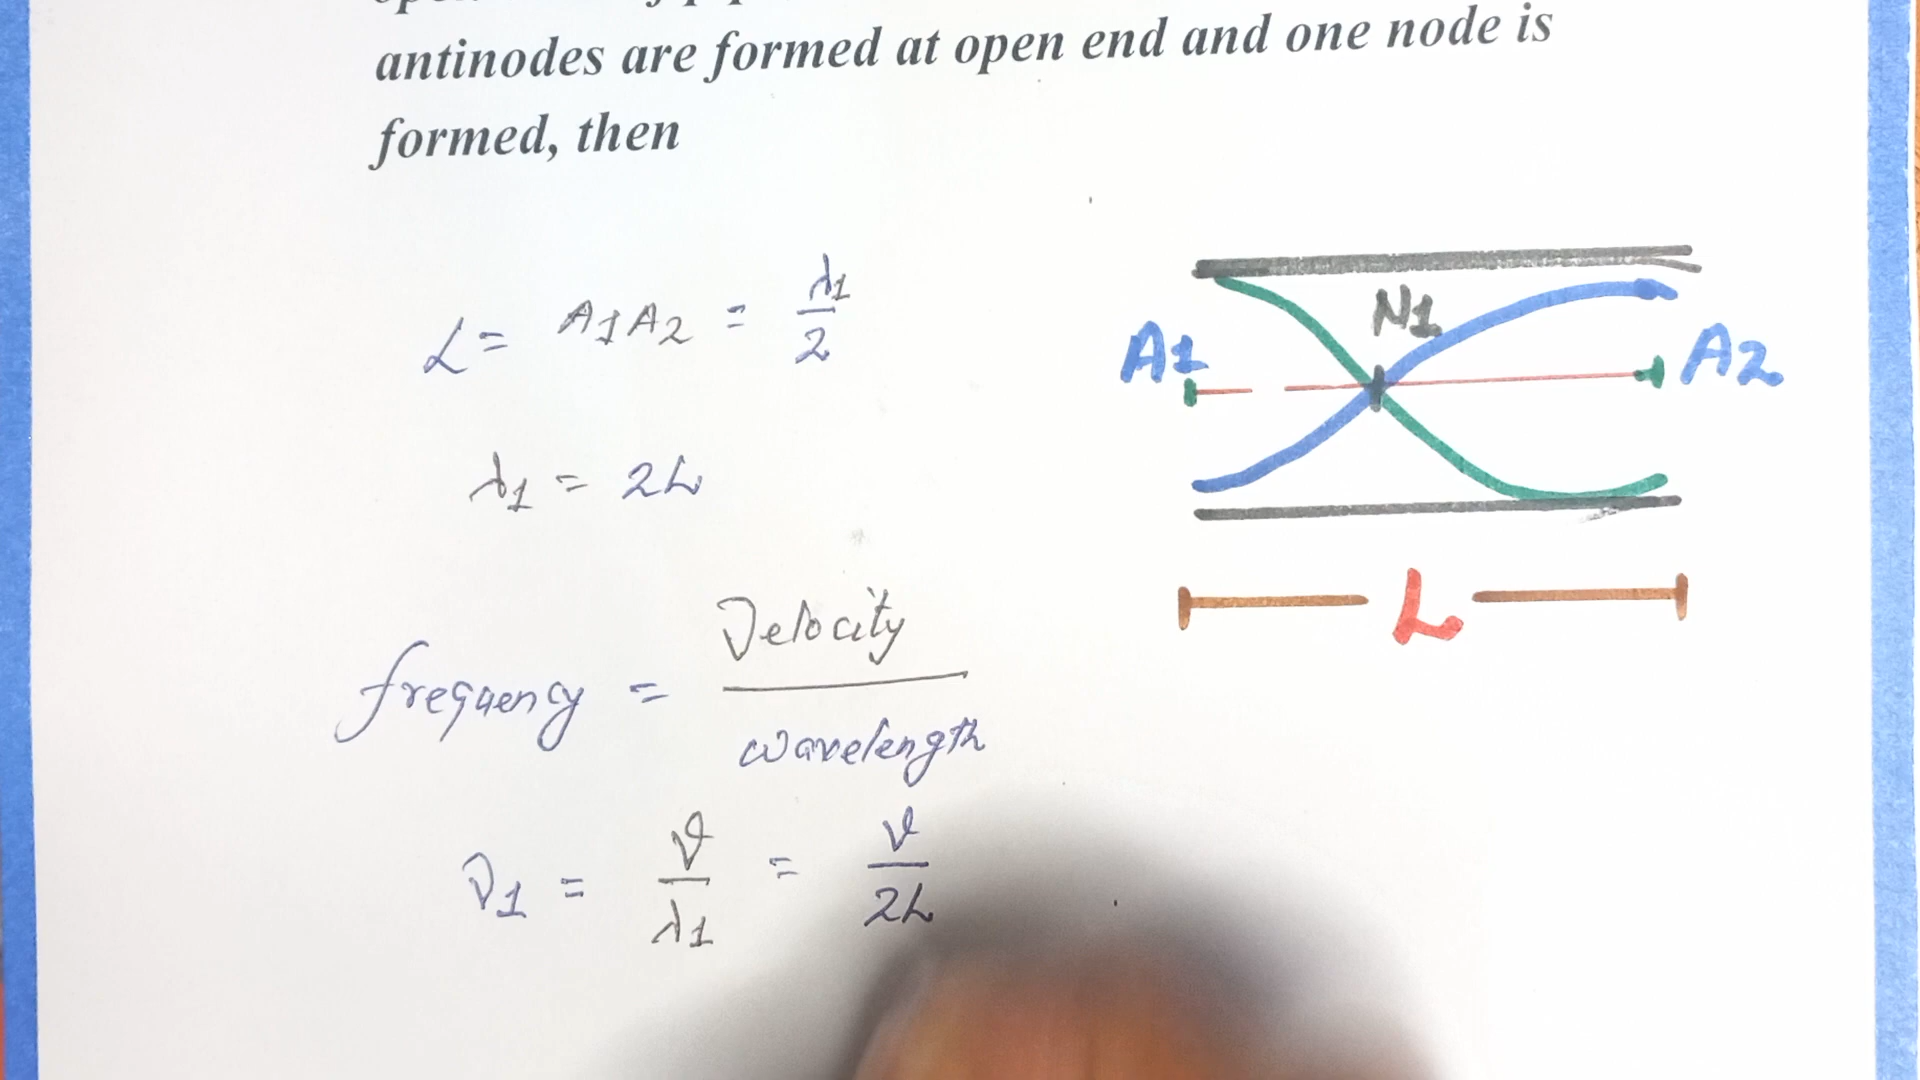 antinodes are formed at open end and one node is
formed, then
L = A1A2 = λ1/2
λ1 = 2L
frequency = Velocity / wavelength
ν1 = v/λ1 = v/2L
N1
A1
A2
L